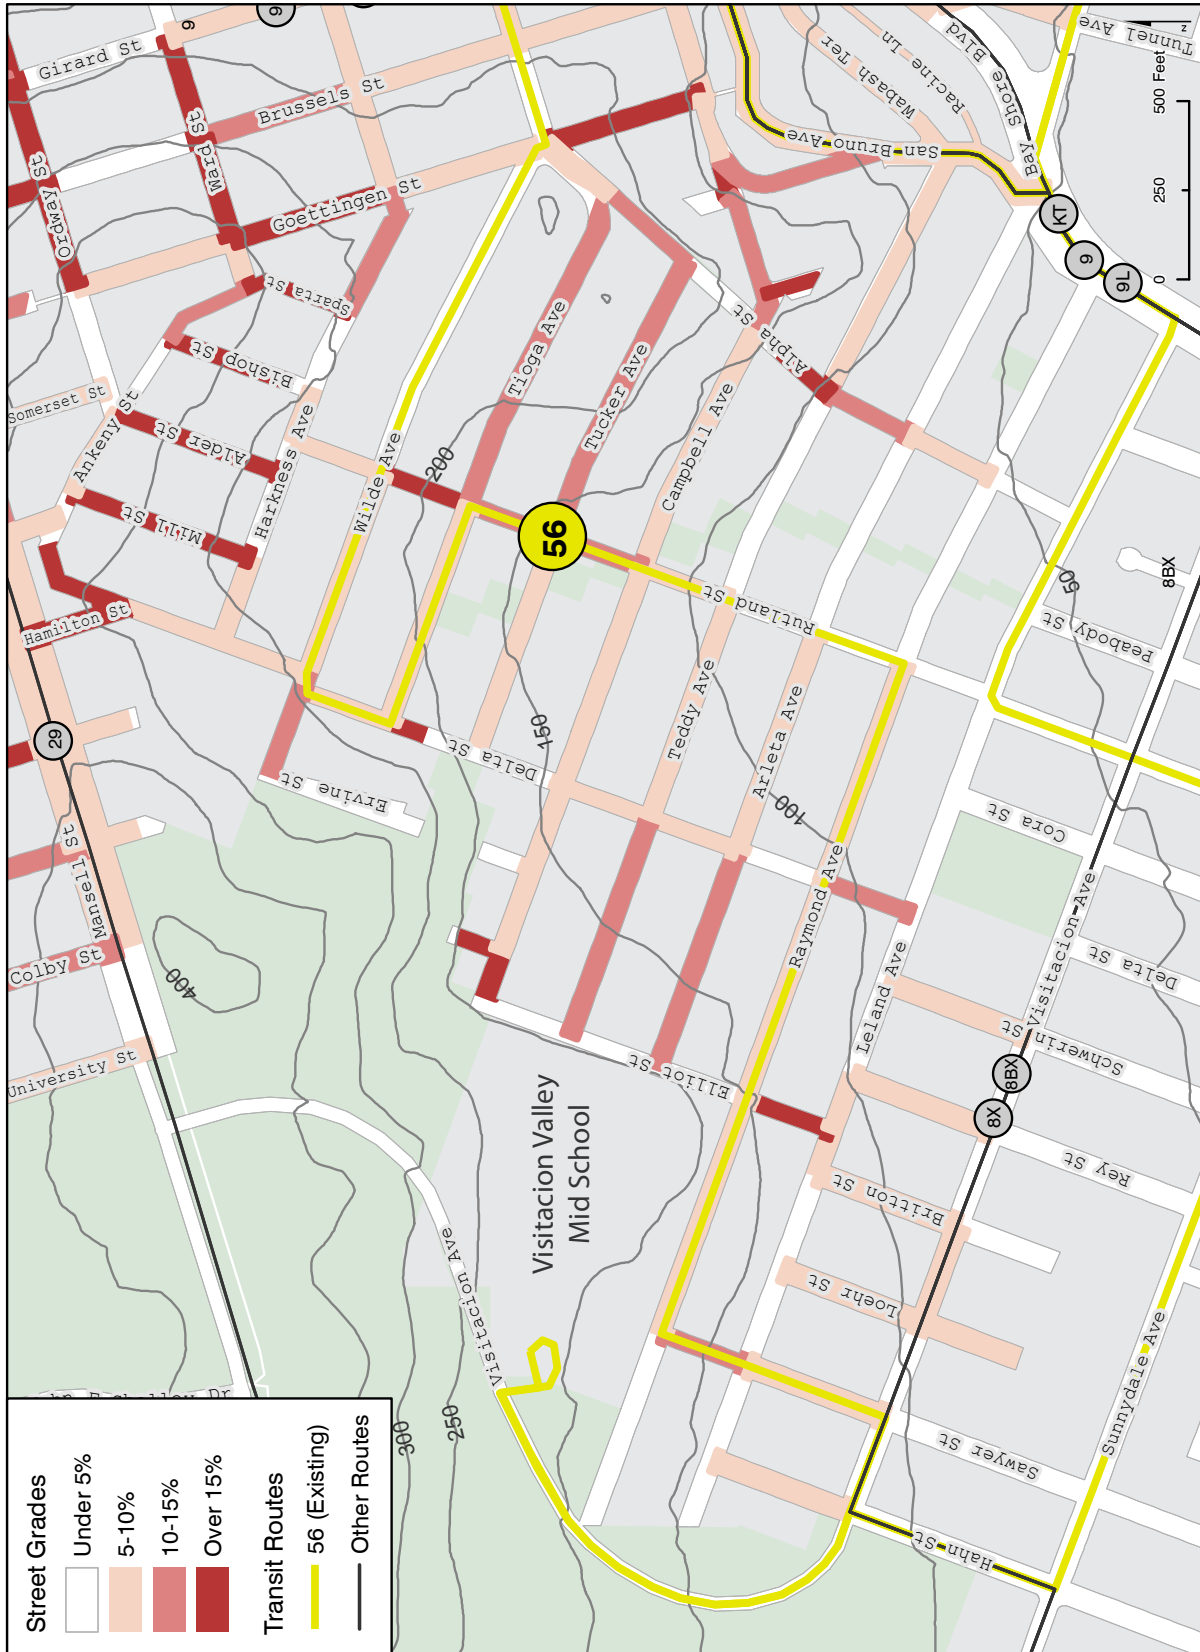 Street Grades
Under 5%
5-10%
10-15%
Over 15%
Transit Routes
56 (Existing)
Other Routes
University St
Colby St
Mansell St
29
Hamilton St
Somerset St
Ordway St
Girard St
9
9
Ward St
Brussels St
Goettingen St
Sparta St
Bishop St
Ankeny St
Alder St
Mill St
Harkness Ave
Wilde Ave
Ervine St
Delta St
Tioga Ave
Tucker Ave
Campbell Ave
Alpha St
56
Rutland St
Teddy Ave
Arleta Ave
Raymond Ave
Leland Ave
Elliot St
Visitacion Valley
Mid School
Visitacion Ave
400
300
250
200
150
100
50
San Bruno Ave
Wabash Ter
Racine Ln
Bay Shore Blvd
Tunnel Ave
KT
9
9L
0
250
500 Feet
z
8BX
Peabody St
Cora St
Visitacion Ave
Delta St
Schwerin St
8BX
8X
Rey St
Britton St
Loehr St
Sawyer St
Hahn St
Sunnydale Ave